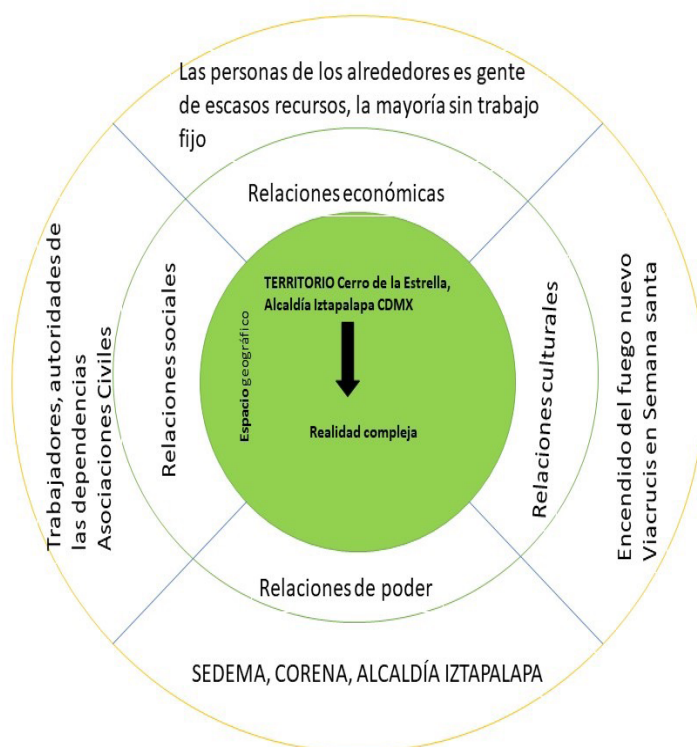 Las personas de los alrededores es gente
de escasos recursos, la mayoría sin trabajo
fijo
Relaciones económicas
Trabajadores, autoridades de
las dependencias
Asociaciones Civiles
Relaciones sociales
Espacio geográfico
TERRITORIO Cerro de la Estrella,
Alcaldía Iztapalapa CDMX
Realidad compleja
Relaciones culturales
Encendido del fuego nuevo
Viacrucis en Semana santa
Relaciones de poder
SEDEMA, CORENA, ALCALDÍA IZTAPALAPA